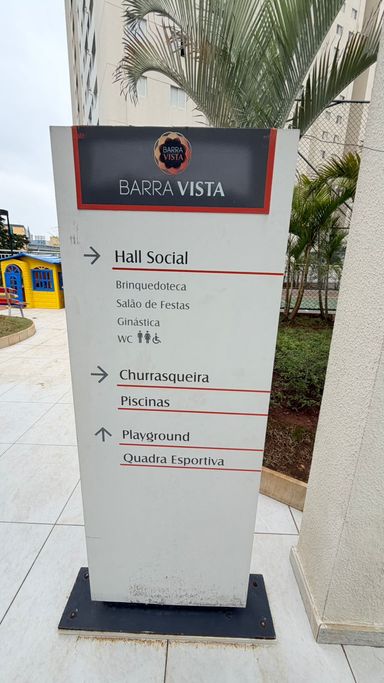 BARRA
VISTA
BARRA VISTA
Hall Social
Brinquedoteca
Salão de Festas
Ginástica
WC
Churrasqueira
Piscinas
Playground
Quadra Esportiva